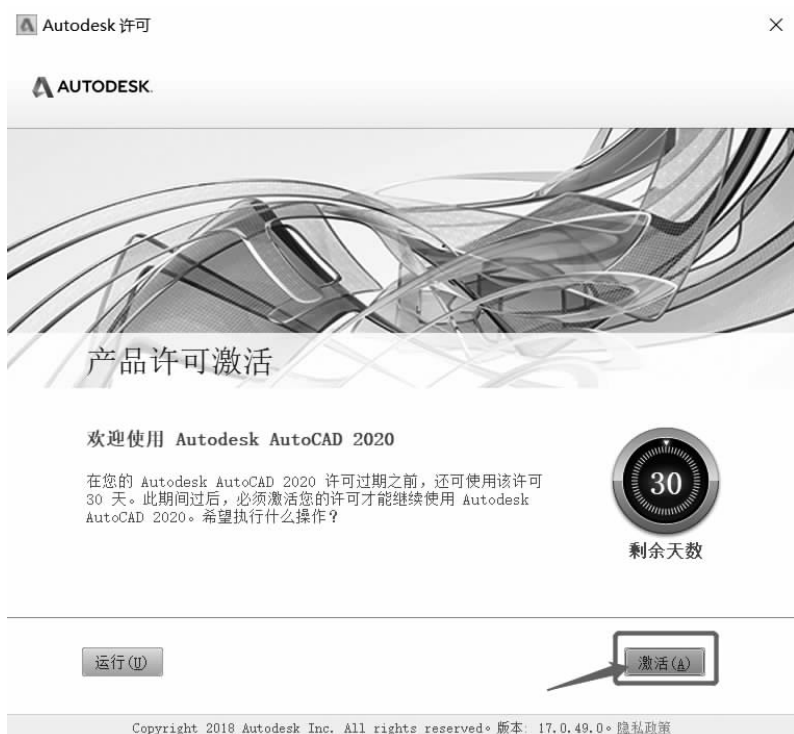 Autodesk 许可
AUTODESK.
产品许可激活
欢迎使用 Autodesk AutoCAD 2020
在您的 Autodesk AutoCAD 2020 许可过期之前，还可使用该许可
30 天。此期间过后，必须激活您的许可才能继续使用 Autodesk
AutoCAD 2020。希望执行什么操作？
30
剩余天数
运行(U)
激活(A)
Copyright 2018 Autodesk Inc. All rights reserved。版本: 17.0.49.0。隐私政策